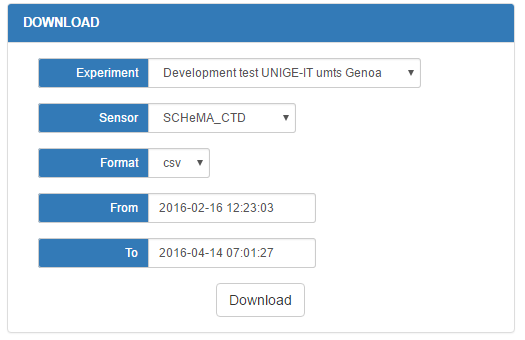 DOWNLOAD
Experiment Development test UNIGE-IT umts Genoa
Sensor SCHeMA_CTD
Format csv
From 2016-02-16 12:23:03
To 2016-04-14 07:01:27
Download